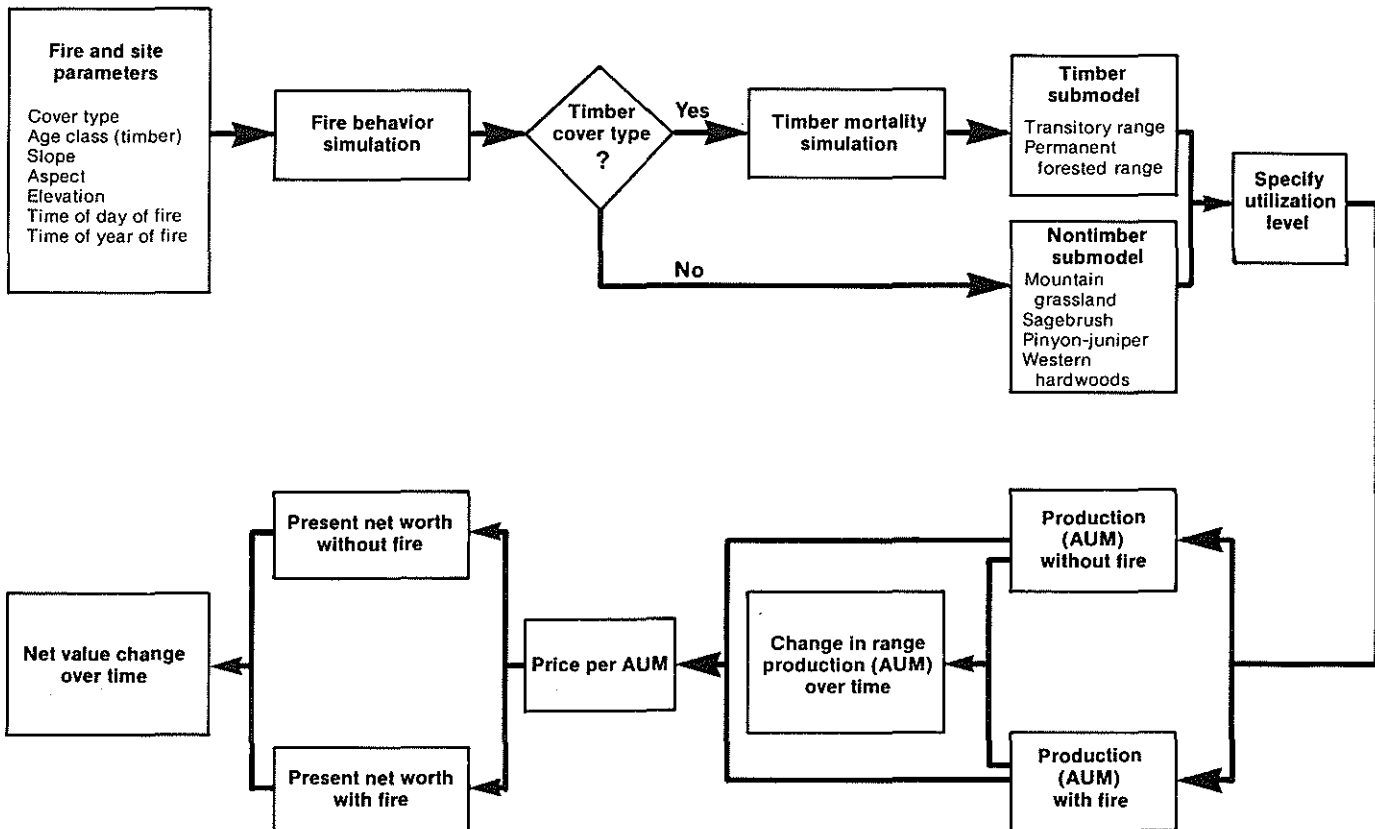 Fire and site
parameters
Cover type
Age class (timber)
Slope
Aspect
Elevation
Time of day of fire
Time of year of fire
Fire behavior
simulation
Timber
cover type
?
Yes
No
Timber mortality
simulation
Timber
submodel
Transitory range
Permanent
forested range
Nontimber
submodel
Mountain
grassland
Sagebrush
Pinyon-juniper
Western
hardwoods
Specify
utilization
level
Production
(AUM)
without fire
Production
(AUM)
with fire
Change in range
production (AUM)
over time
Price per AUM
Present net worth
without fire
Present net worth
with fire
Net value change
over time